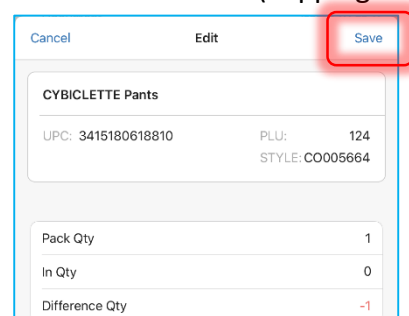 Cancel Edit Save
CYBICLETTE Pants
UPC: 3415180618810 PLU: 124
STYLE: CO005664
Pack Qty 1
In Qty 0
Difference Qty -1